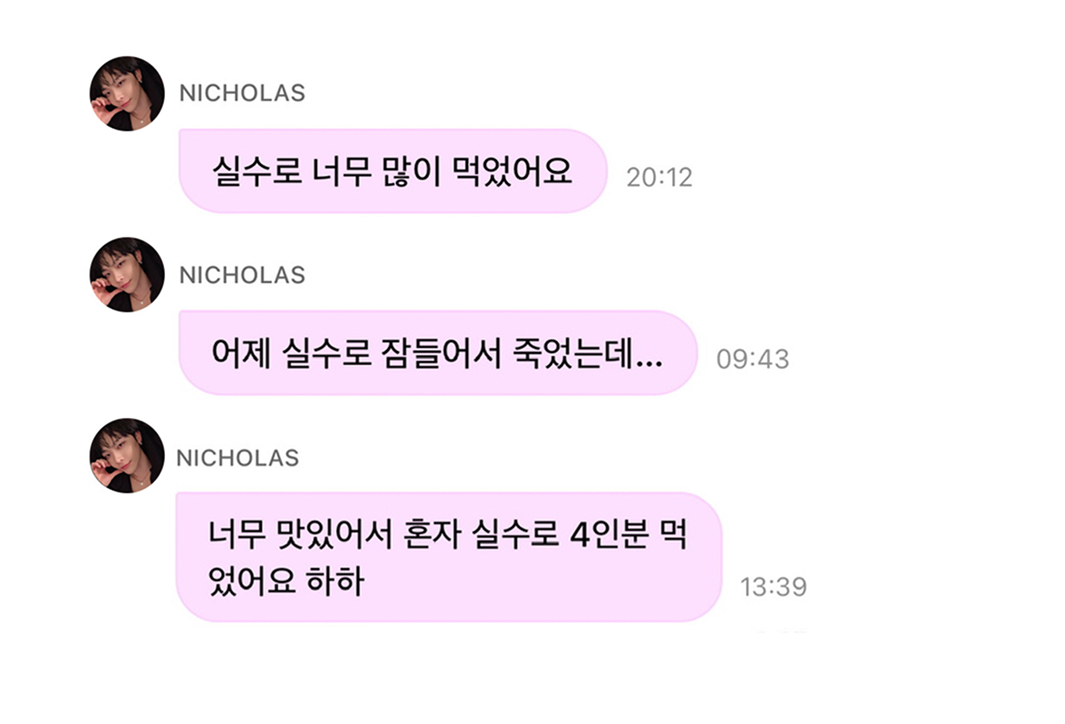 NICHOLAS
실수로 너무 많이 먹었어요
20:12
NICHOLAS
어제 실수로 잠들어서 죽었는데...
09:43
NICHOLAS
너무 맛있어서 혼자 실수로 4인분 먹
었어요 하하
13:39